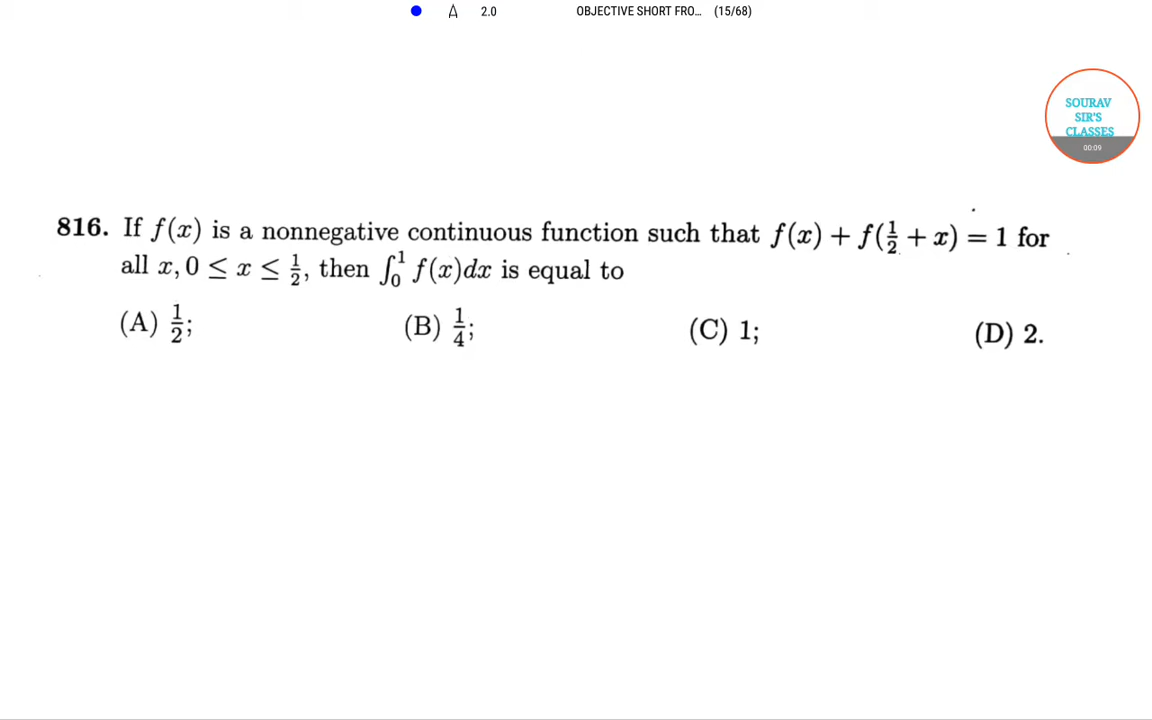 2.0 OBJECTIVE SHORT FRO... (15/68)
SOURAV
SIR'S
CLASSES
00:09
816. If f(x) is a nonnegative continuous function such that f(x) + f(½ + x) = 1 for
all x, 0 ≤ x ≤ ½, then ∫₀¹ f(x)dx is equal to
(A) ½; (B) ¼; (C) 1; (D) 2.